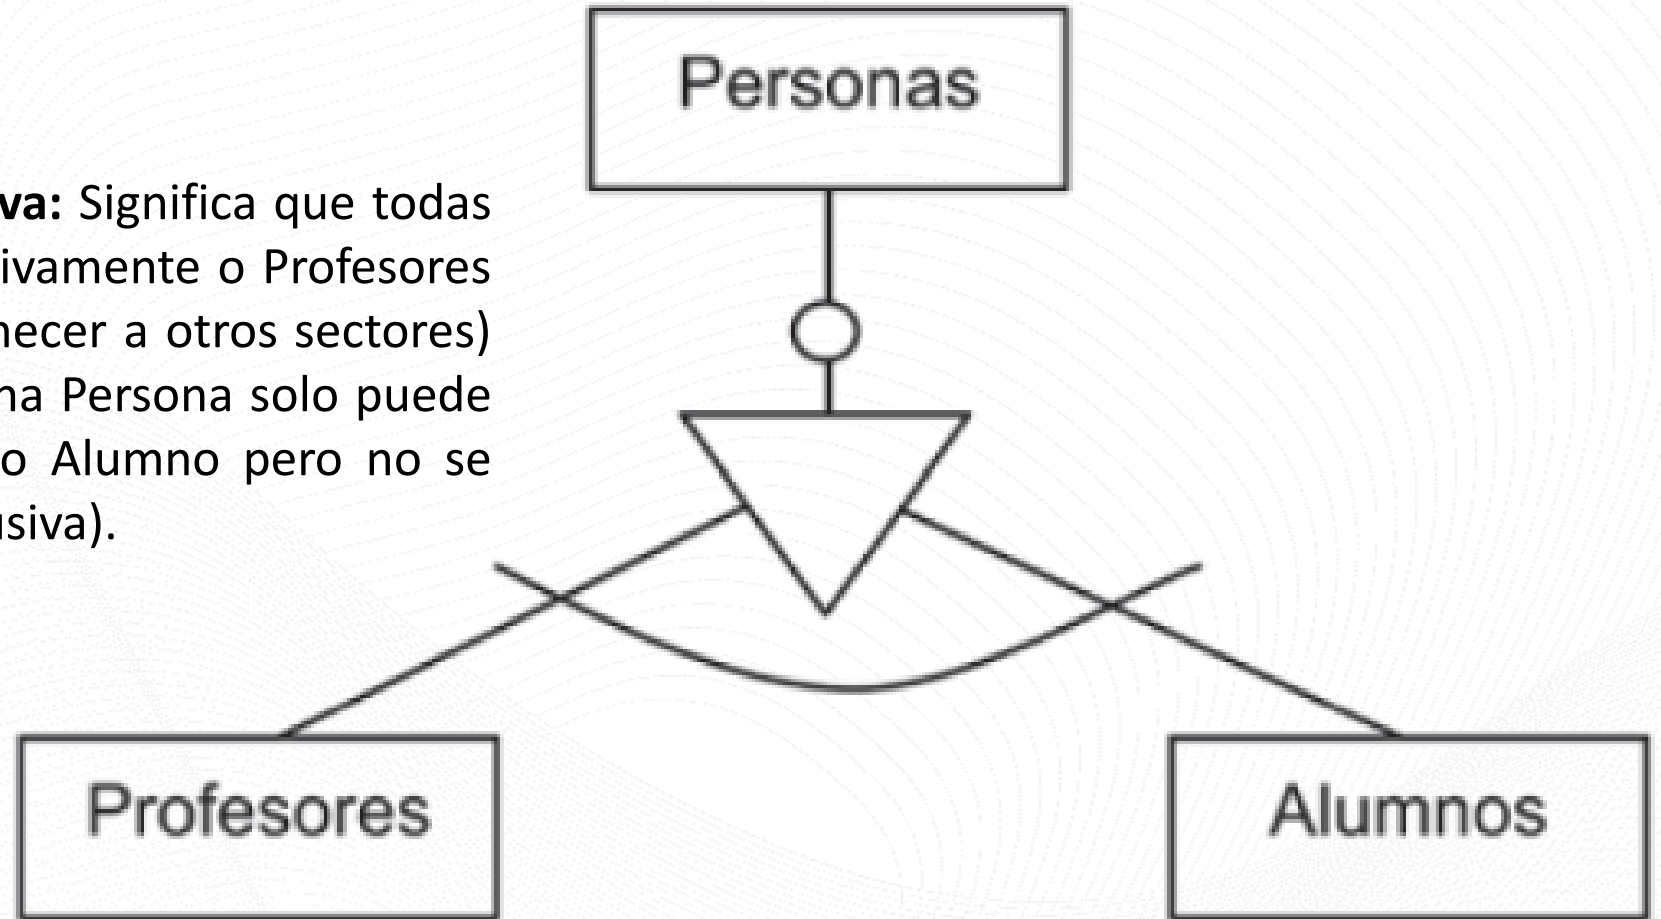 Personas
va: Significa que todas
ivamente o Profesores
necer a otros sectores)
na Persona solo puede
o Alumno pero no se
usiva).
Profesores
Alumnos